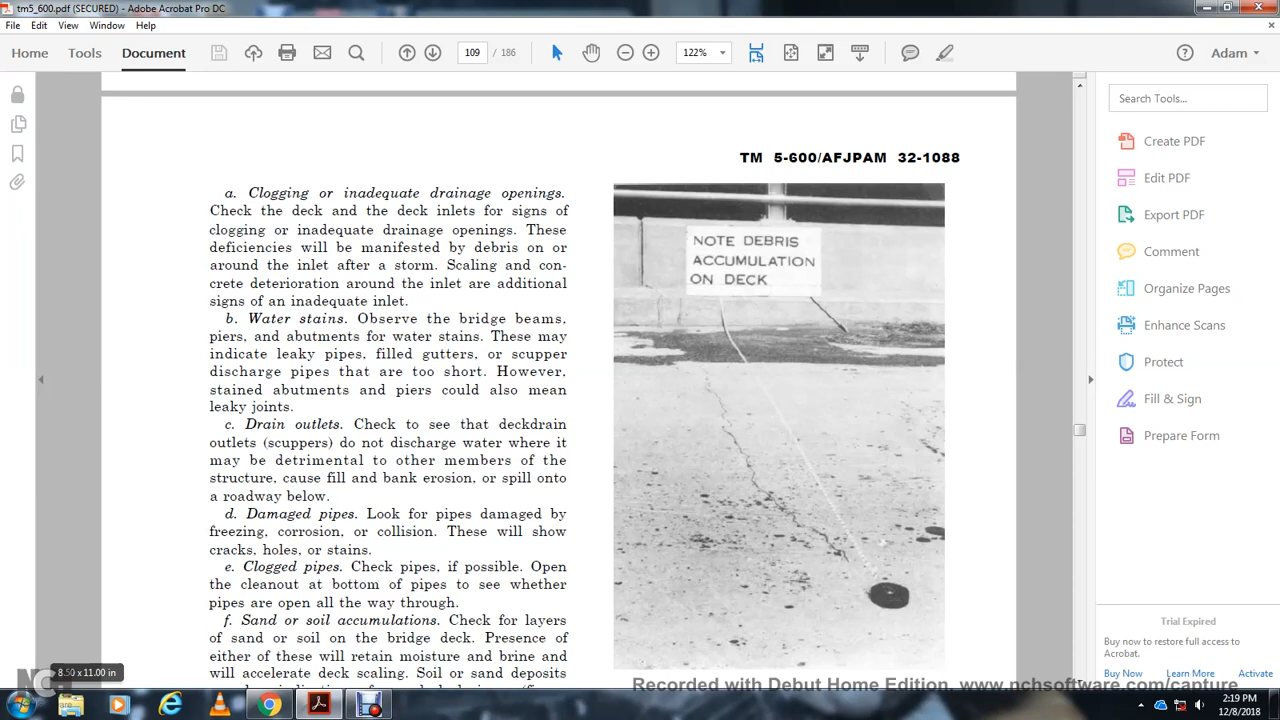 tm5_600.pdf (SECURED) - Adobe Acrobat Pro DC
File Edit View Window Help
Home Tools Document 109 / 186 122% Adam
Search Tools...
Create PDF
Edit PDF
Export PDF
Comment
Organize Pages
Enhance Scans
Protect
Fill & Sign
Prepare Form
TM 5-600/AFJPAM 32-1088
a. Clogging or inadequate drainage openings.
Check the deck and the deck inlets for signs of
clogging or inadequate drainage openings. These
deficiencies will be manifested by debris on or
around the inlet after a storm. Scaling and con-
crete deterioration around the inlet are additional
signs of an inadequate inlet.
b. Water stains. Observe the bridge beams,
piers, and abutments for water stains. These may
indicate leaky pipes, filled gutters, or scupper
discharge pipes that are too short. However,
stained abutments and piers could also mean
leaky joints.
c. Drain outlets. Check to see that deckdrain
outlets (scuppers) do not discharge water where it
may be detrimental to other members of the
structure, cause fill and bank erosion, or spill onto
a roadway below.
d. Damaged pipes. Look for pipes damaged by
freezing, corrosion, or collision. These will show
cracks, holes, or stains.
e. Clogged pipes. Check pipes, if possible. Open
the cleanout at bottom of pipes to see whether
pipes are open all the way through.
f. Sand or soil accumulations. Check for layers
of sand or soil on the bridge deck. Presence of
either of these will retain moisture and brine and
will accelerate deck scaling. Soil or sand deposits
NOTE DEBRIS
ACCUMULATION
ON DECK
Trial Expired
Buy now to restore full access to
Acrobat.
Buy Now Learn More Activate
8.50 x 11.00 in
NCH
Recorded with Debut Home Edition. www.nchsoftware.com/capture
2:19 PM
12/8/2018